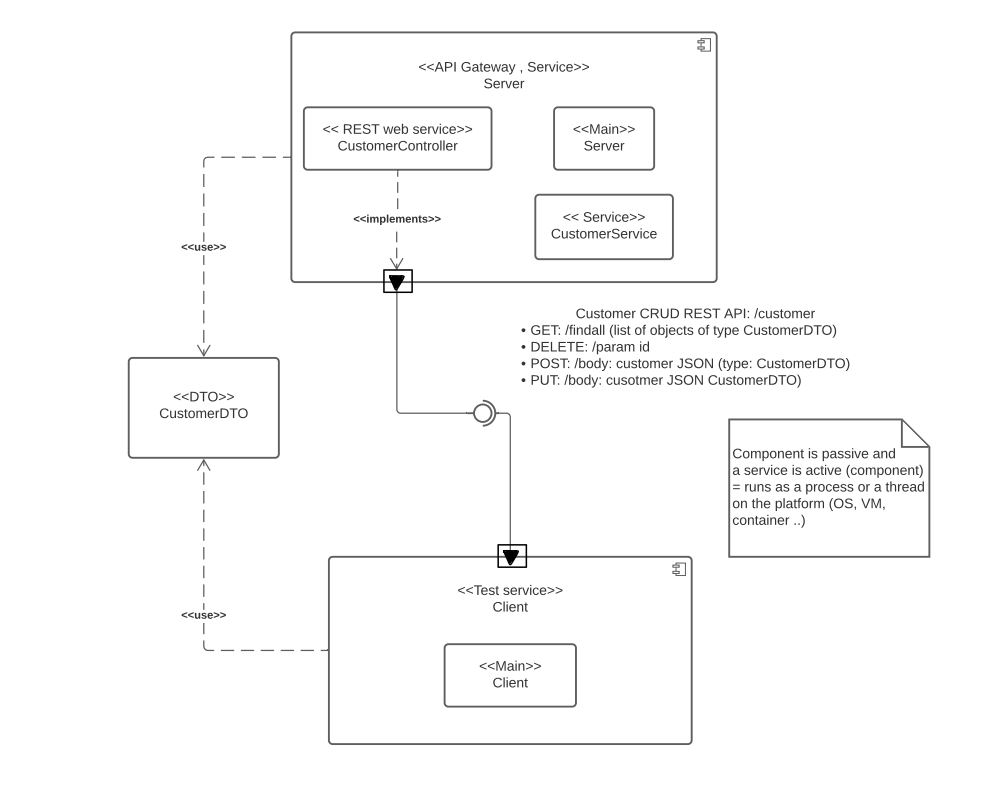 <<API Gateway , Service>>
Server
<< REST web service>>
CustomerController
<<Main>>
Server
<<implements>>
<< Service>>
CustomerService
<<use>>
Customer CRUD REST API: /customer
• GET: /findall (list of objects of type CustomerDTO)
• DELETE: /param id
• POST: /body: customer JSON (type: CustomerDTO)
• PUT: /body: cusotmer JSON CustomerDTO)
<<DTO>>
CustomerDTO
Component is passive and
a service is active (component)
= runs as a process or a thread
on the platform (OS, VM,
container ..)
<<use>>
<<Test service>>
Client
<<Main>>
Client